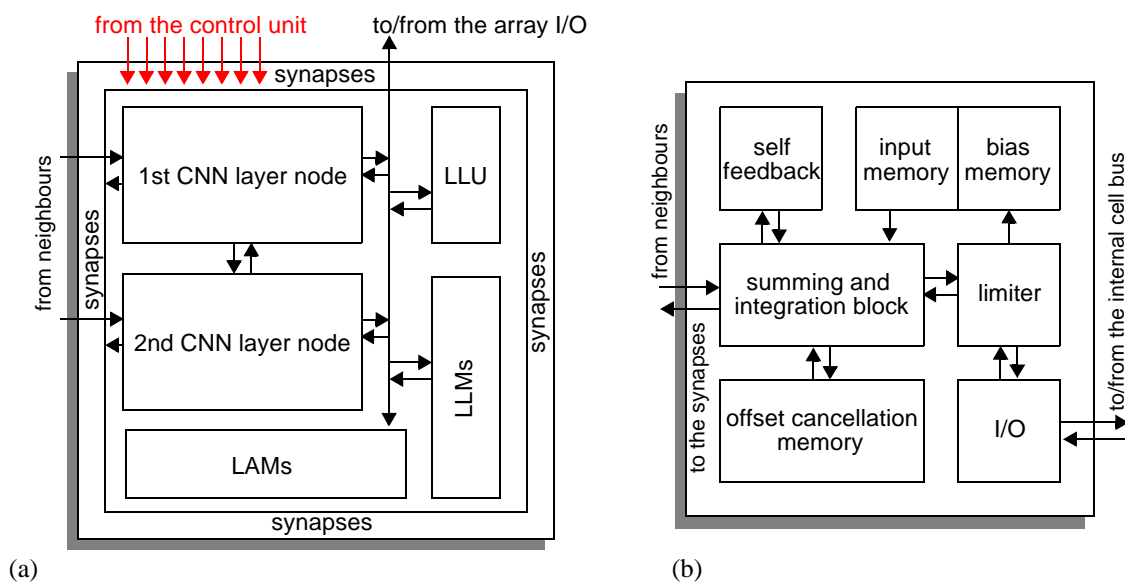 from the control unit
to/from the array I/O
synapses
from neighbours
synapses
1st CNN layer node
LLU
2nd CNN layer node
LLMs
LAMs
synapses
synapses
(a)
from neighbours
to the synapses
self
feedback
input
memory
bias
memory
summing and
integration block
limiter
offset cancellation
memory
I/O
to/from the internal cell bus
(b)